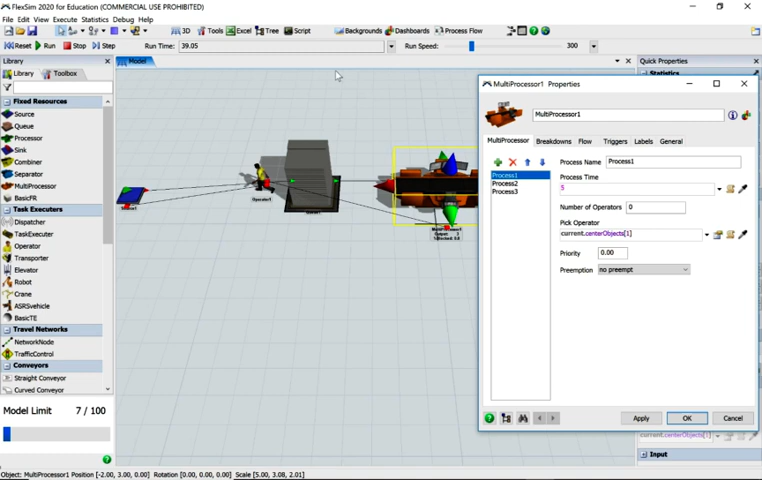 FlexSim 2020 for Education (COMMERCIAL USE PROHIBITED)
File Edit View Execute Statistics Debug Help
3D Tools Excel Tree Script Backgrounds Dashboards Process Flow
Reset Run Stop Step Run Time: 39.05 Run Speed: 300
Library
Library Toolbox
Fixed Resources
Source
Queue
Processor
Sink
Combiner
Separator
MultiProcessor
BasicFR
Task Executers
Dispatcher
TaskExecuter
Operator
Transporter
Elevator
Robot
Crane
ASRSvehicle
BasicTE
Travel Networks
NetworkNode
TrafficControl
Conveyors
Straight Conveyor
Curved Conveyor
Model Limit 7 / 100
Model
Operator1
Quick Properties
Statistics
MultiProcessor1 Properties
MultiProcessor1
MultiProcessor Breakdowns Flow Triggers Labels General
Process1
Process2
Process3
Process Name Process1
Process Time
5
Number of Operators 0
Pick Operator
current.centerObjects[1]
Priority 0.00
Preemption no preempt
Apply OK Cancel
current.centerObjects[1]
Input
Object: MultiProcessor1 Position [-2.00, 3.00, 0.00] Rotation [0.00, 0.00, 0.00] Scale [5.00, 3.08, 2.01]